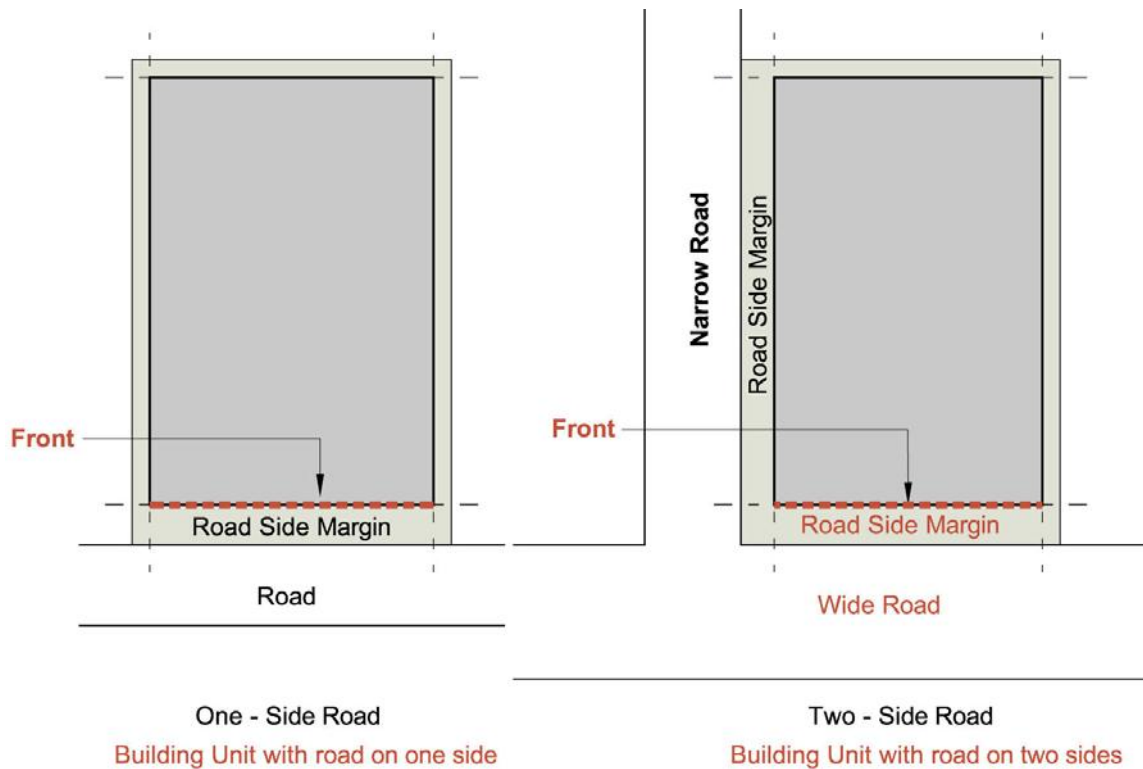 Front
Road Side Margin
Road
One - Side Road
Building Unit with road on one side
Narrow Road
Road Side Margin
Front
Road Side Margin
Wide Road
Two - Side Road
Building Unit with road on two sides